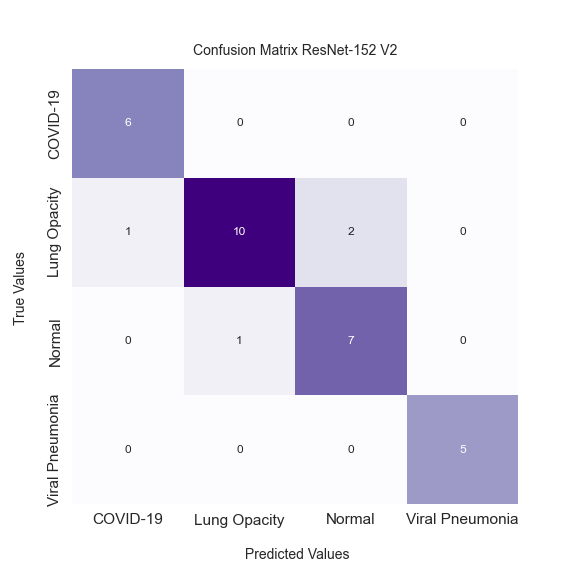 Confusion Matrix ResNet-152 V2
COVID-19
6 0 0 0
Lung Opacity
1 10 2 0
True Values
Normal
0 1 7 0
Viral Pneumonia
0 0 0 5
COVID-19 Lung Opacity Normal Viral Pneumonia
Predicted Values